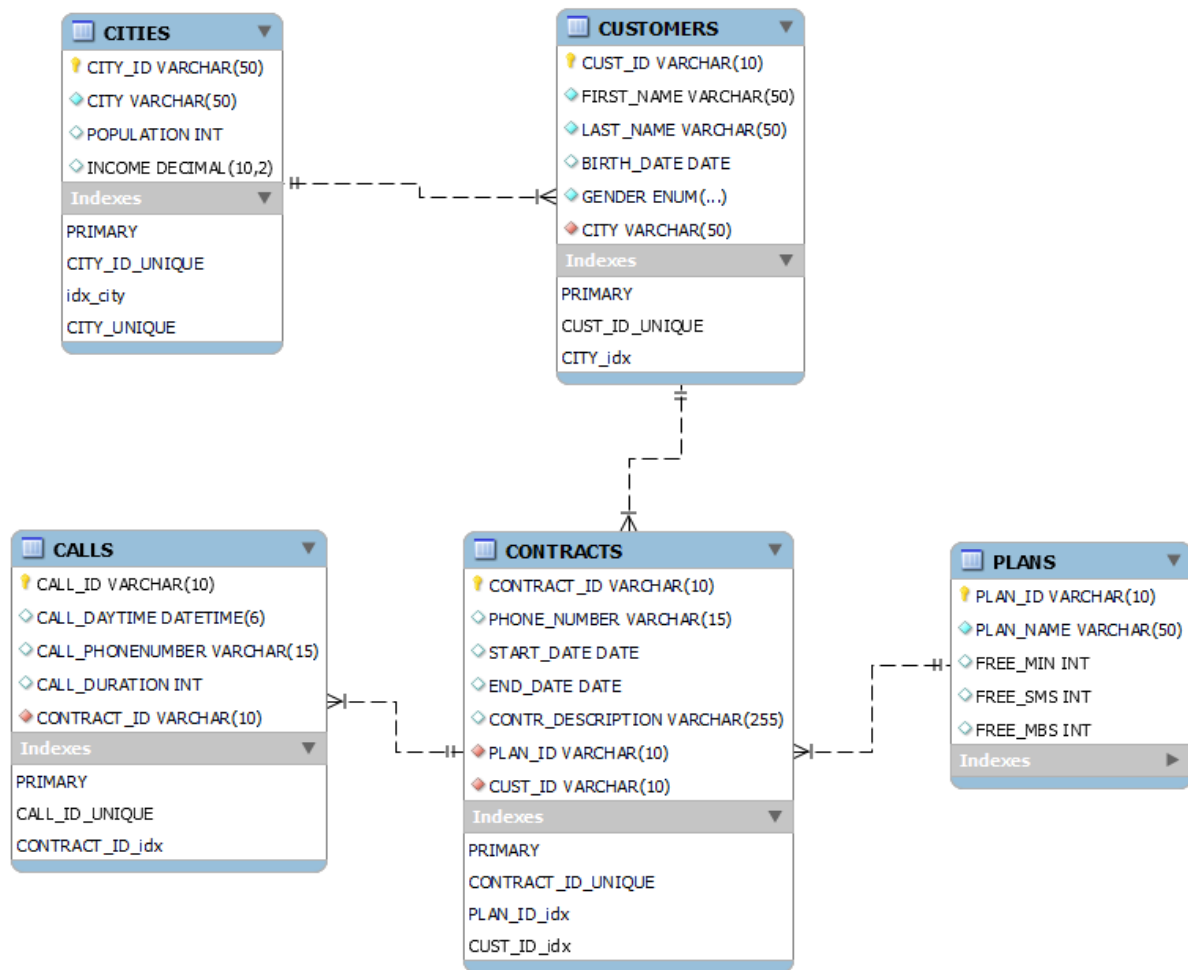 CITIES
CITY_ID VARCHAR(50)
CITY VARCHAR(50)
POPULATION INT
INCOME DECIMAL(10,2)
Indexes
PRIMARY
CITY_ID_UNIQUE
idx_city
CITY_UNIQUE
CUSTOMERS
CUST_ID VARCHAR(10)
FIRST_NAME VARCHAR(50)
LAST_NAME VARCHAR(50)
BIRTH_DATE DATE
GENDER ENUM(...)
CITY VARCHAR(50)
Indexes
PRIMARY
CUST_ID_UNIQUE
CITY_idx
CALLS
CALL_ID VARCHAR(10)
CALL_DAYTIME DATETIME(6)
CALL_PHONENUMBER VARCHAR(15)
CALL_DURATION INT
CONTRACT_ID VARCHAR(10)
Indexes
PRIMARY
CALL_ID_UNIQUE
CONTRACT_ID_idx
CONTRACTS
CONTRACT_ID VARCHAR(10)
PHONE_NUMBER VARCHAR(15)
START_DATE DATE
END_DATE DATE
CONTR_DESCRIPTION VARCHAR(255)
PLAN_ID VARCHAR(10)
CUST_ID VARCHAR(10)
Indexes
PRIMARY
CONTRACT_ID_UNIQUE
PLAN_ID_idx
CUST_ID_idx
PLANS
PLAN_ID VARCHAR(10)
PLAN_NAME VARCHAR(50)
FREE_MIN INT
FREE_SMS INT
FREE_MBS INT
Indexes